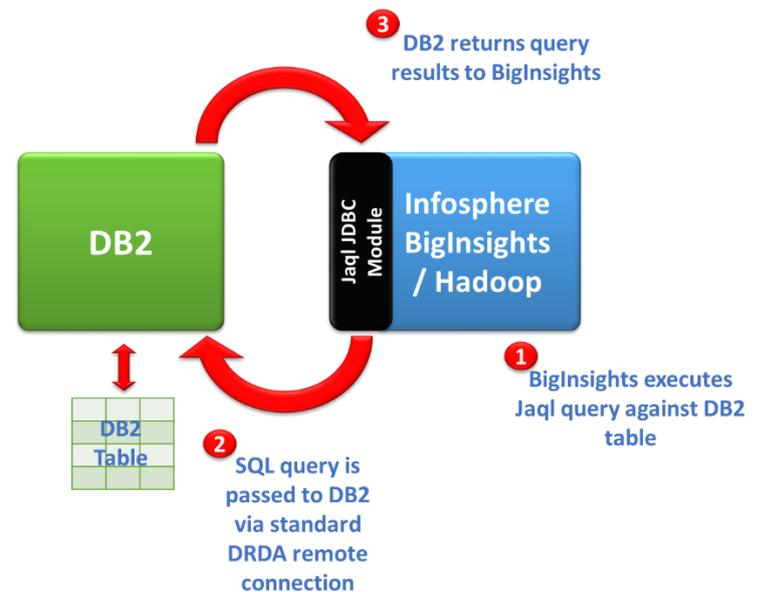 3
DB2 returns query
results to BigInsights
DB2
Jaql JDBC
Module
Infosphere
BigInsights
/ Hadoop
1
BigInsights executes
Jaql query against DB2
table
DB2
Table
2
SQL query is
passed to DB2
via standard
DRDA remote
connection